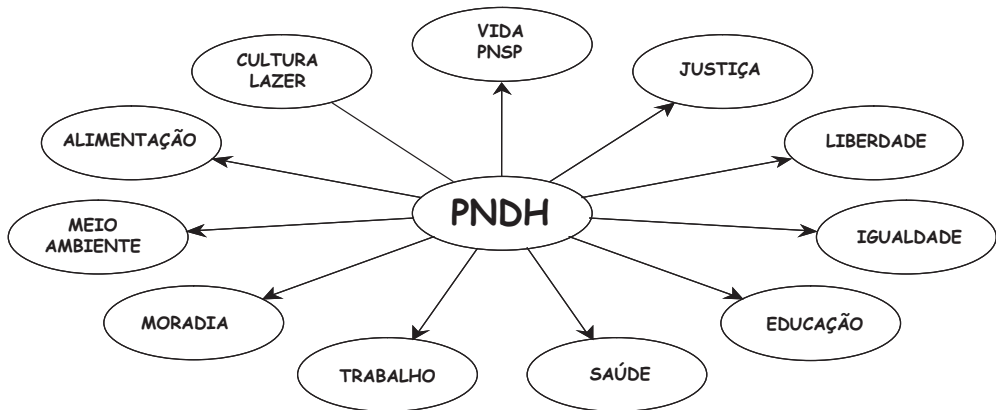 VIDA
PNSP
CULTURA
LAZER
JUSTIÇA
ALIMENTAÇÃO
LIBERDADE
PNDH
MEIO
AMBIENTE
IGUALDADE
MORADIA
EDUCAÇÃO
TRABALHO
SAÚDE